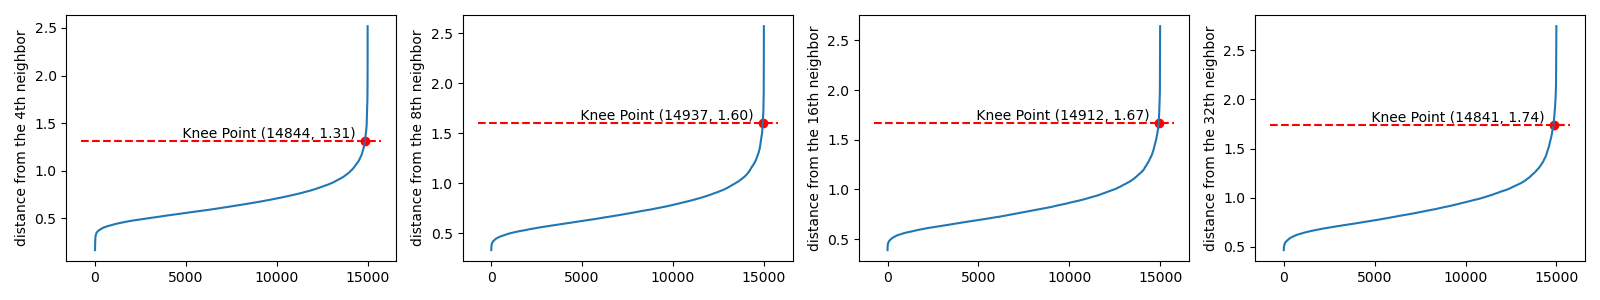 distance from the 4th neighbor
2.5
2.0
1.5
1.0
0.5
Knee Point (14844, 1.31)
0 5000 10000 15000
distance from the 8th neighbor
2.5
2.0
1.5
1.0
0.5
Knee Point (14937, 1.60)
0 5000 10000 15000
distance from the 16th neighbor
2.5
2.0
1.5
1.0
0.5
Knee Point (14912, 1.67)
0 5000 10000 15000
distance from the 32th neighbor
2.5
2.0
1.5
1.0
0.5
Knee Point (14841, 1.74)
0 5000 10000 15000